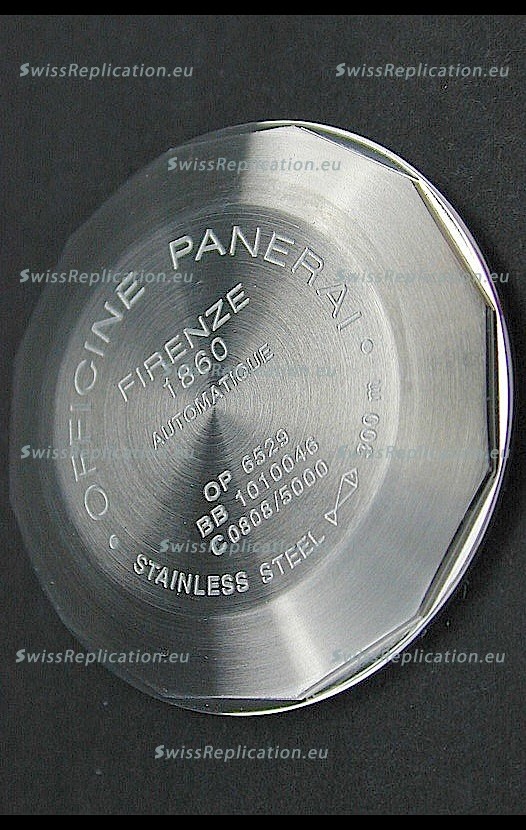 SwissReplication.eu SwissReplication.eu
SwissReplication.eu
OFFICINE PANERAI
SwissReplication.eu SwissReplication.eu
FIRENZE
1860
SwissReplication.eu
AUTOMATIQUE
SwissReplication.eu SwissReplication.eu
OP 6529
BB 1010046
C0808/5000
300 m
SwissReplication.eu
STAINLESS STEEL
SwissReplication.eu SwissReplication.eu
SwissReplication.eu